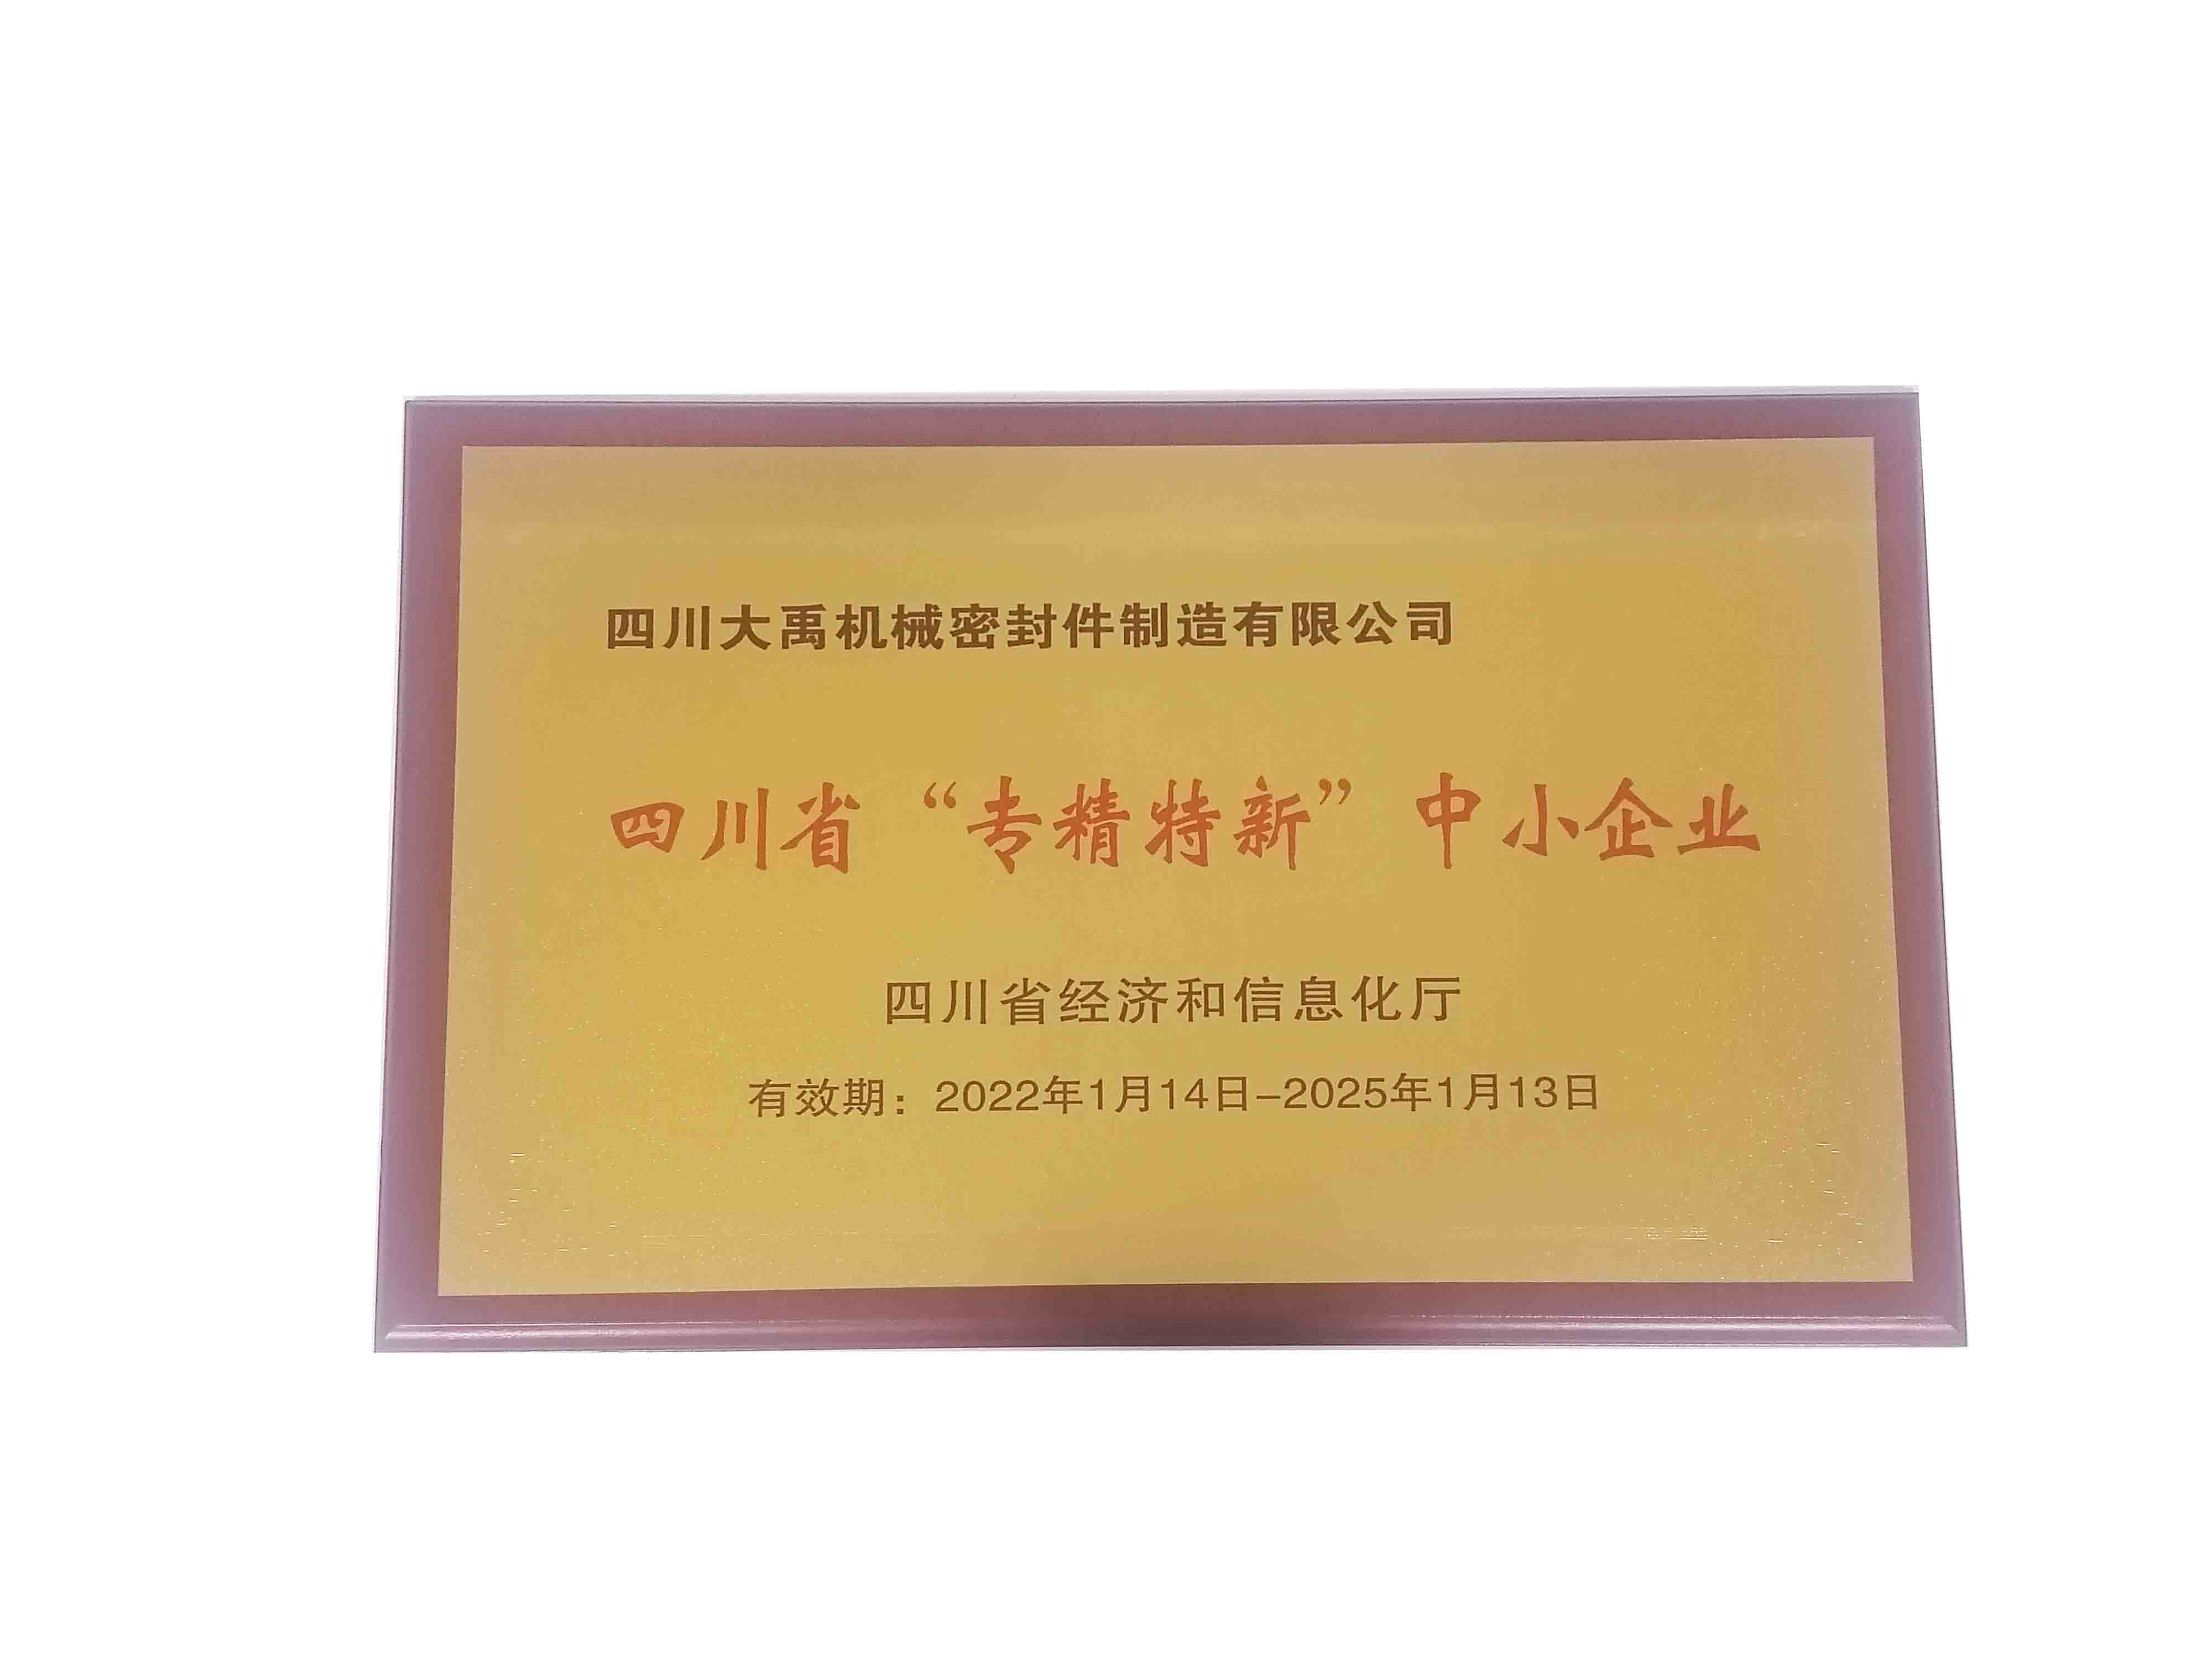 四川大禹机械密封件制造有限公司
四川省“专精特新”中小企业
四川省经济和信息化厅
有效期：2022年1月14日-2025年1月13日